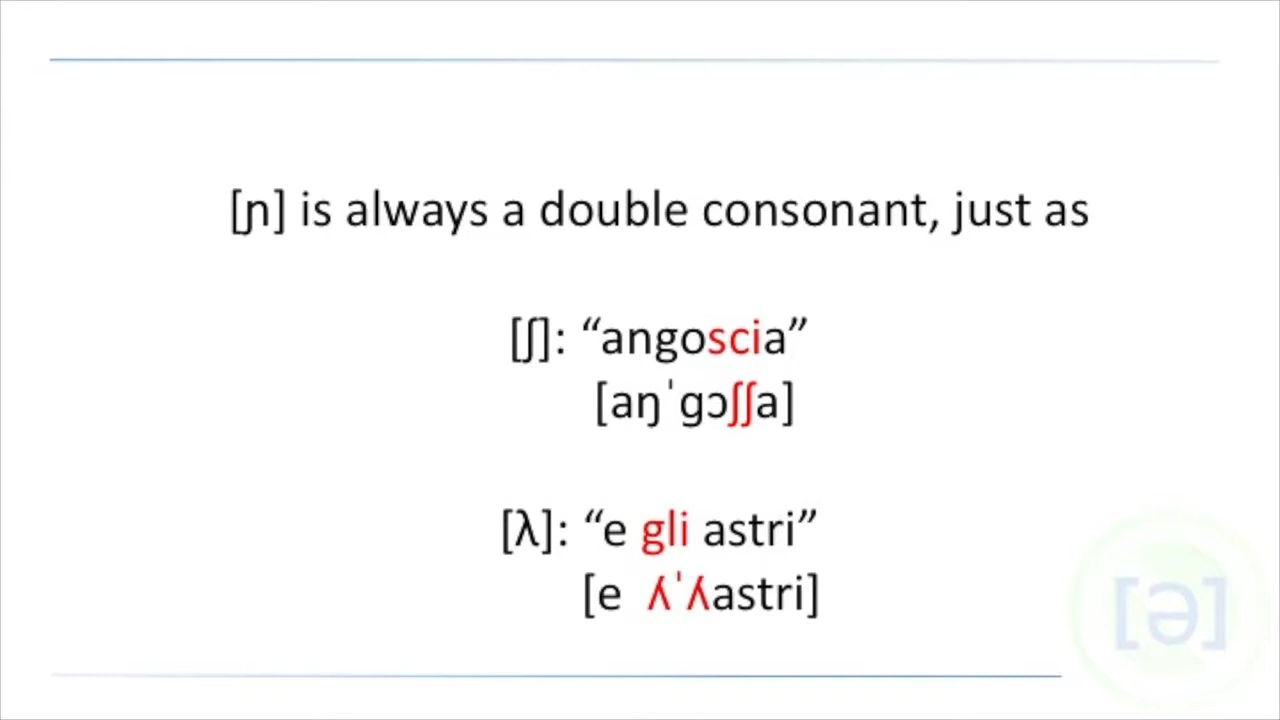 [ɲ] is always a double consonant, just as
[ʃ]: “angoscia”
[aŋˈgɔʃʃa]
[λ]: “e gli astri”
[e ʎˈʎastri]
[ə]